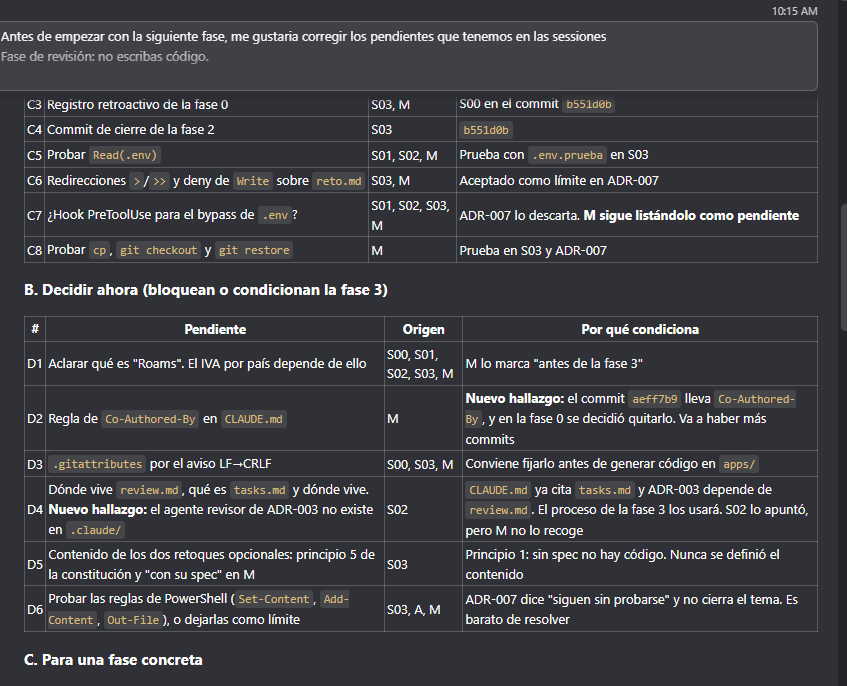 10:15 AM
Antes de empezar con la siguiente fase, me gustaria corregir los pendientes que tenemos en las sessiones
Fase de revisión: no escribas código.
C3 Registro retroactivo de la fase 0 S03, M S00 en el commit b551d0b
C4 Commit de cierre de la fase 2 S03 b551d0b
C5 Probar Read(.env) S01, S02, M Prueba con .env.prueba en S03
C6 Redirecciones >/>> y deny de Write sobre reto.md S03, M Aceptado como límite en ADR-007
C7 ¿Hook PreToolUse para el bypass de .env? S01, S02, S03, M ADR-007 lo descarta. M sigue listándolo como pendiente
C8 Probar cp, git checkout y git restore M Prueba en S03 y ADR-007
B. Decidir ahora (bloquean o condicionan la fase 3)
# Pendiente Origen Por qué condiciona
D1 Aclarar qué es "Roams". El IVA por país depende de ello S00, S01, S02, S03, M M lo marca "antes de la fase 3"
D2 Regla de Co-Authored-By en CLAUDE.md M Nuevo hallazgo: el commit aeff7b9 lleva Co-Authored-By, y en la fase 0 se decidió quitarlo. Va a haber más commits
D3 .gitattributes por el aviso LF→CRLF S00, S03, M Conviene fijarlo antes de generar código en apps/
D4 Dónde vive review.md, qué es tasks.md y dónde vive. Nuevo hallazgo: el agente revisor de ADR-003 no existe en .claude/ S02 CLAUDE.md ya cita tasks.md y ADR-003 depende de review.md. El proceso de la fase 3 los usará. S02 lo apuntó, pero M no lo recoge
D5 Contenido de los dos retoques opcionales: principio 5 de la constitución y "con su spec" en M S03 Principio 1: sin spec no hay código. Nunca se definió el contenido
D6 Probar las reglas de PowerShell (Set-Content, Add-Content, Out-File), o dejarlas como límite S03, A, M ADR-007 dice "siguen sin probarse" y no cierra el tema. Es barato de resolver
C. Para una fase concreta